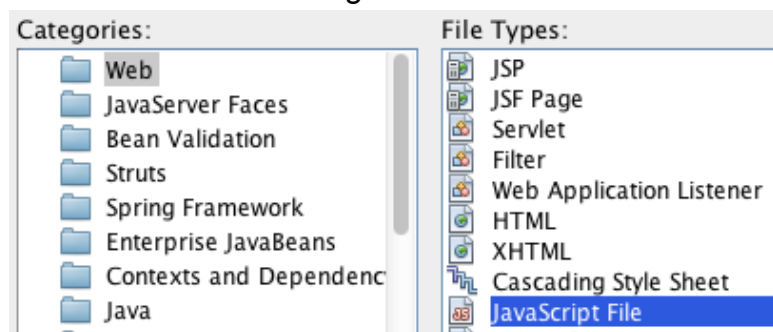 Categories:
Web
JavaServer Faces
Bean Validation
Struts
Spring Framework
Enterprise JavaBeans
Contexts and Dependenc
Java
File Types:
JSP
JSF Page
Servlet
Filter
Web Application Listener
HTML
XHTML
Cascading Style Sheet
JavaScript File